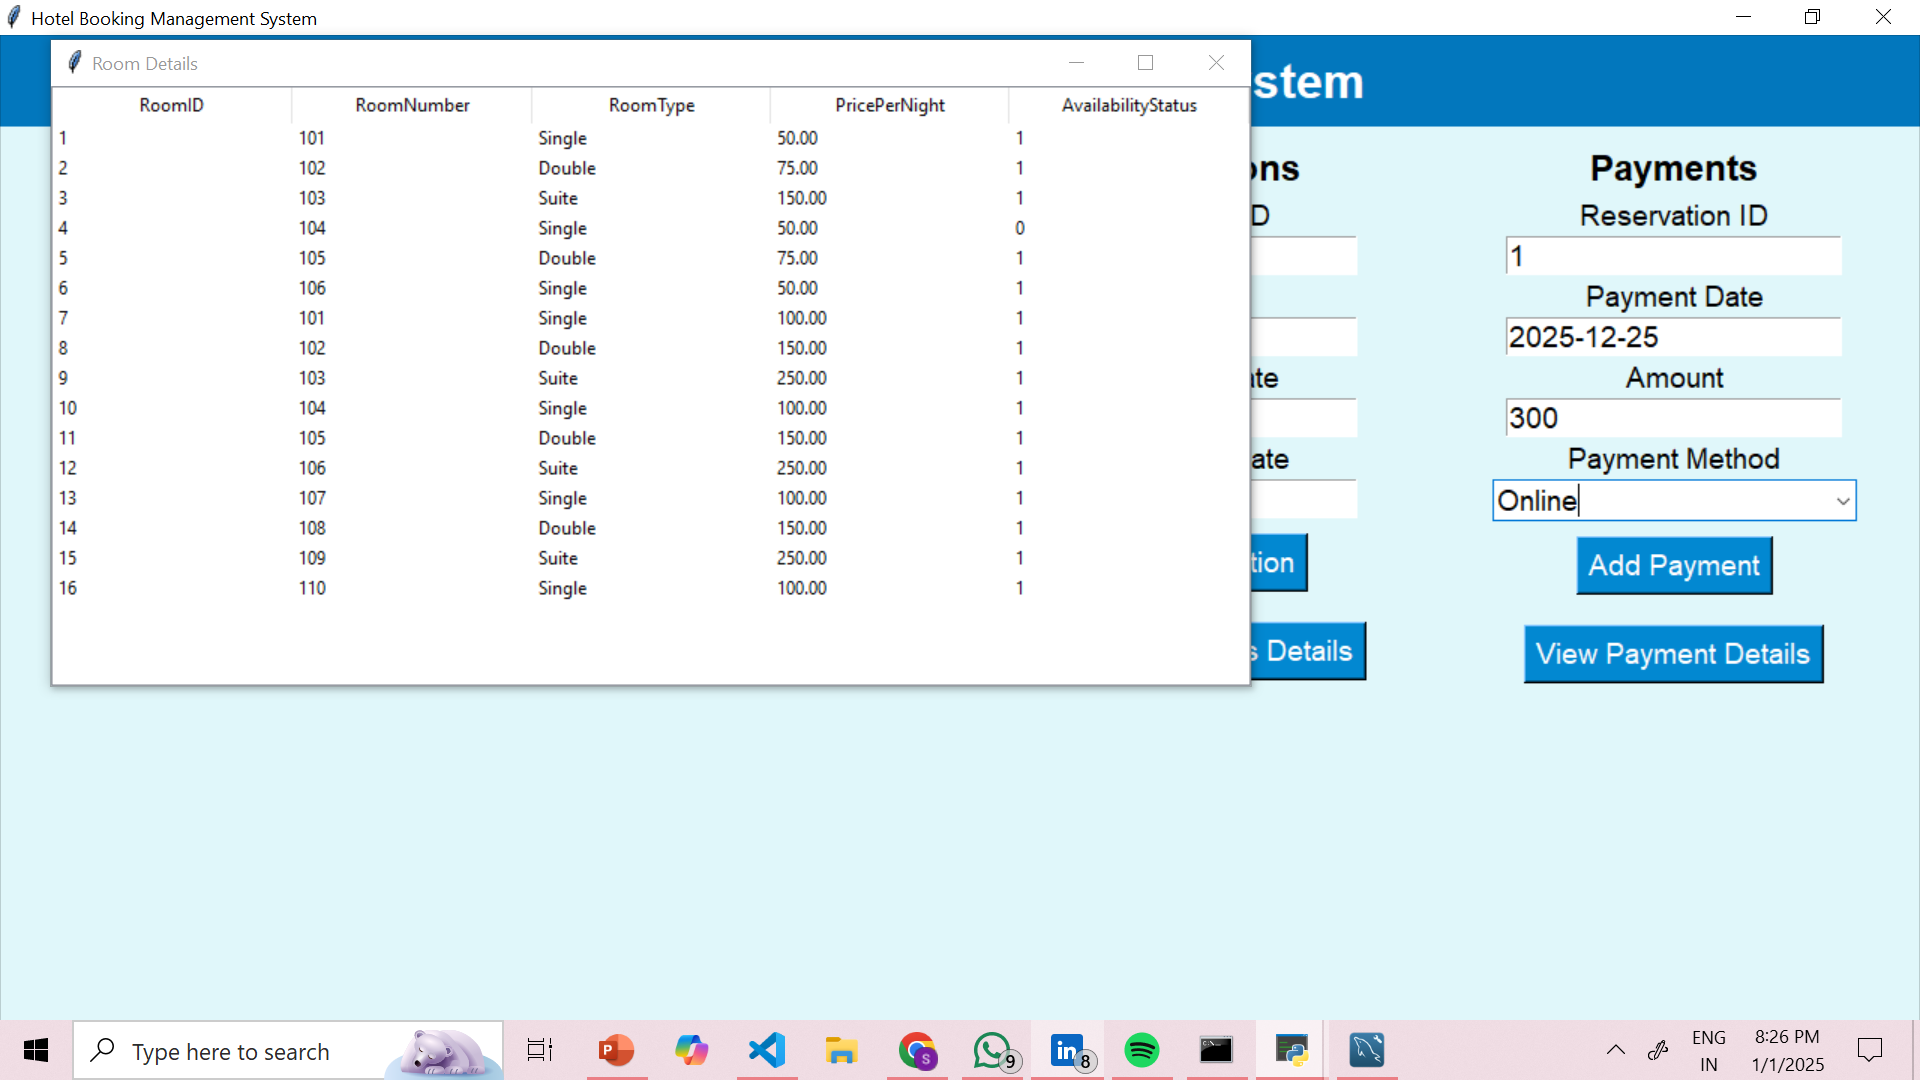 Hotel Booking Management System
stem
Room Details
RoomID RoomNumber RoomType PricePerNight AvailabilityStatus
1 101 Single 50.00 1
2 102 Double 75.00 1
3 103 Suite 150.00 1
4 104 Single 50.00 0
5 105 Double 75.00 1
6 106 Single 50.00 1
7 101 Single 100.00 1
8 102 Double 150.00 1
9 103 Suite 250.00 1
10 104 Single 100.00 1
11 105 Double 150.00 1
12 106 Suite 250.00 1
13 107 Single 100.00 1
14 108 Double 150.00 1
15 109 Suite 250.00 1
16 110 Single 100.00 1
ons
D
ate
ate
tion
s Details
Payments
Reservation ID
1
Payment Date
2025-12-25
Amount
300
Payment Method
Online
Add Payment
View Payment Details
Type here to search
P
S
9
in
8
ENG
IN
8:26 PM
1/1/2025